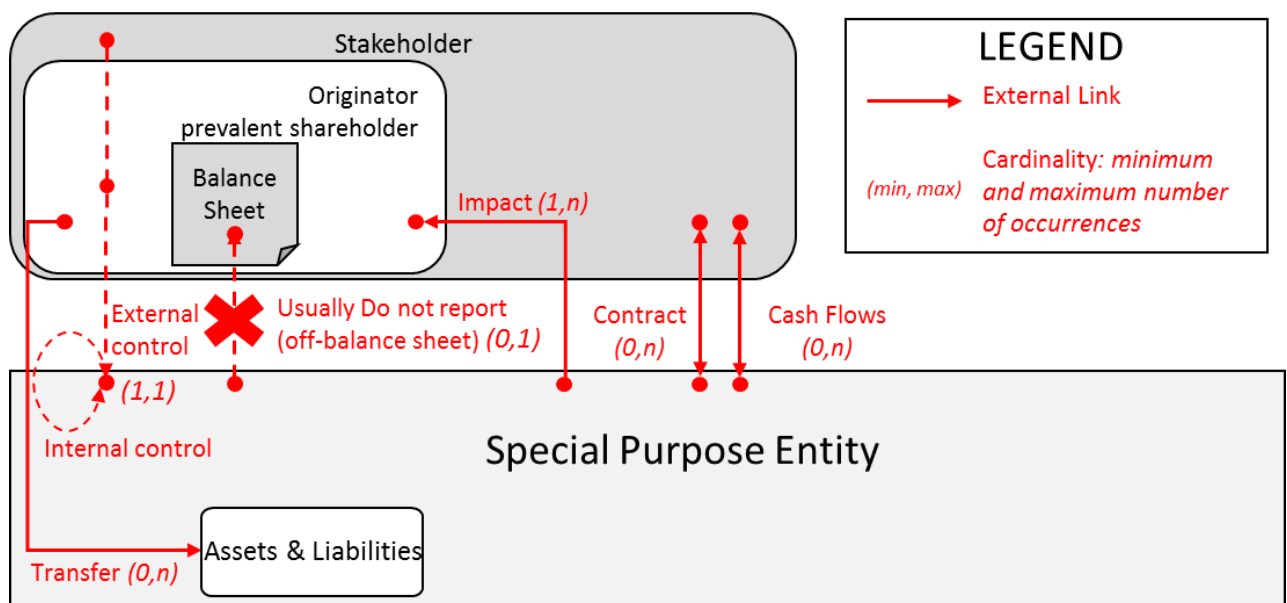 Stakeholder
Originator
prevalent shareholder
Balance
Sheet
Impact (1,n)
External
control
(1,1)
Usually Do not report
(off-balance sheet) (0,1)
Contract
(0,n)
Cash Flows
(0,n)
Internal control
Special Purpose Entity
Assets & Liabilities
Transfer (0,n)
LEGEND
External Link
(min, max)
Cardinality: minimum
and maximum number
of occurrences